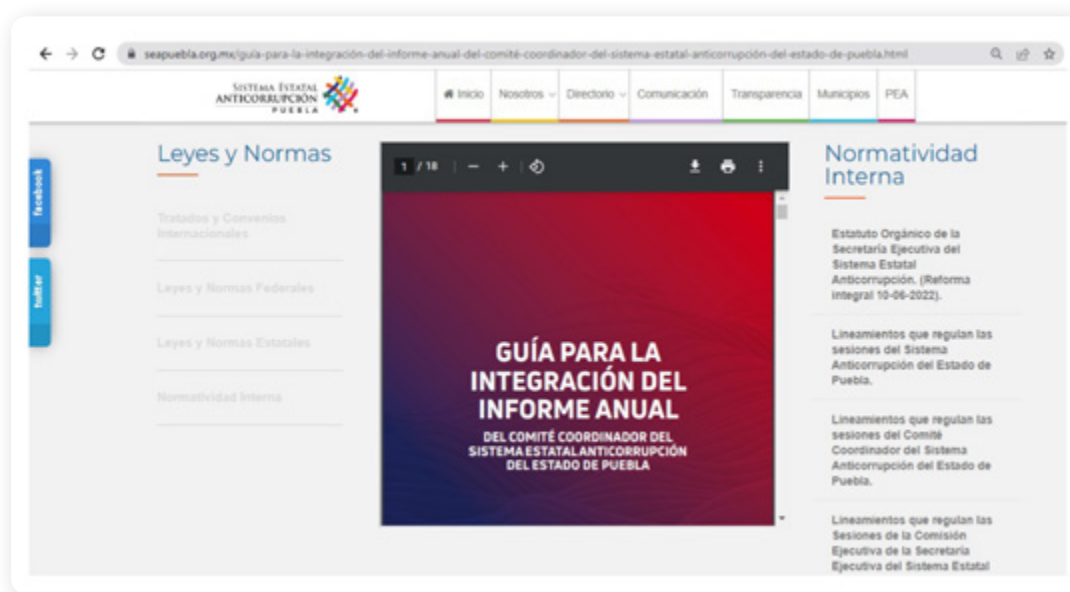 seapuebla.org.mx/guía-para-la-integración-del-informe-anual-del-comité-coordinador-del-sistema-estatal-anticorrupción-del-estado-de-puebla.html
SISTEMA ESTATAL
ANTICORRUPCIÓN
PUEBLA
Inicio
Nosotros
Directorio
Comunicación
Transparencia
Municipios
PEA
facebook
twitter
Leyes y Normas
Tratados y Convenios
Internacionales
Leyes y Normas Federales
Leyes y Normas Estatales
Normatividad Interna
1 / 18
GUÍA PARA LA
INTEGRACIÓN DEL
INFORME ANUAL
DEL COMITÉ COORDINADOR DEL
SISTEMA ESTATAL ANTICORRUPCIÓN
DEL ESTADO DE PUEBLA
Normatividad
Interna
Estatuto Orgánico de la
Secretaría Ejecutiva del
Sistema Estatal
Anticorrupción. (Reforma
integral 10-06-2022).
Lineamientos que regulan las
sesiones del Sistema
Anticorrupción del Estado de
Puebla.
Lineamientos que regulan las
sesiones del Comité
Coordinador del Sistema
Anticorrupción del Estado de
Puebla.
Lineamientos que regulan las
Sesiones de la Comisión
Ejecutiva de la Secretaría
Ejecutiva del Sistema Estatal